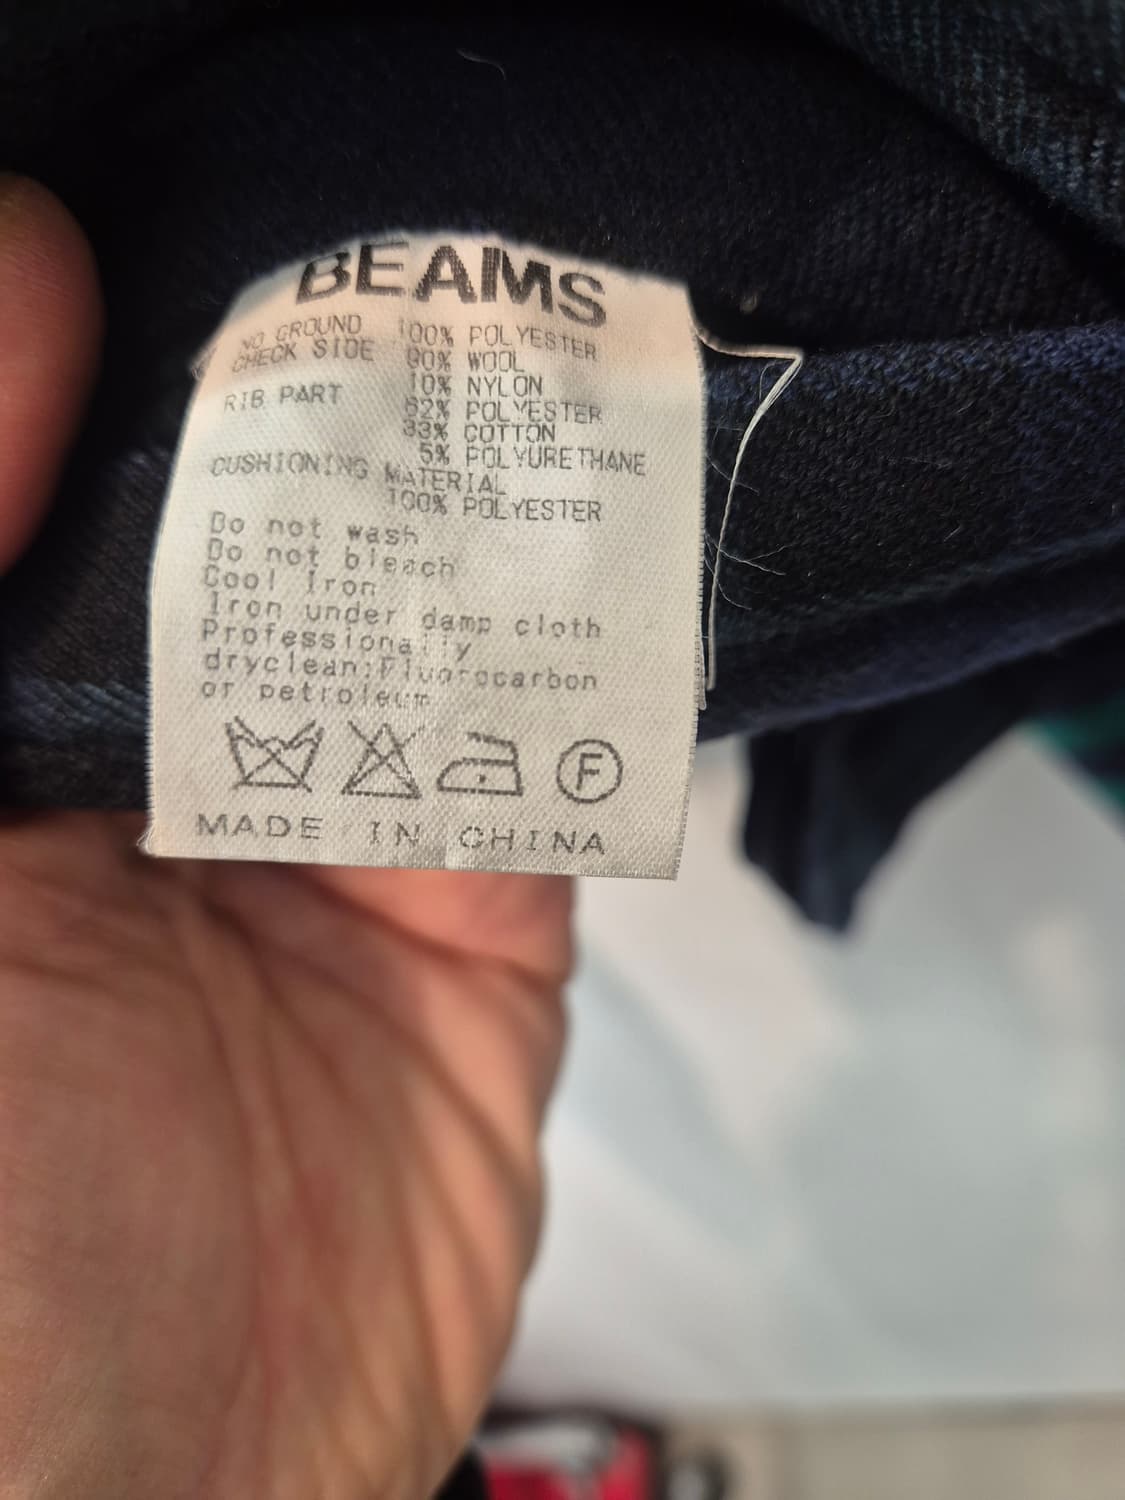 BEAMS
NO GROUND 100% POLYESTER
CHECK SIDE 90% WOOL
10% NYLON
RIB PART 62% POLYESTER
33% COTTON
5% POLYURETHANE
CUSHIONING MATERIAL
100% POLYESTER
Do not wash
Do not bleach
Cool Iron
Iron under damp cloth
Professionally
dryclean:Fluorocarbon
or petroleum
F
MADE IN CHINA